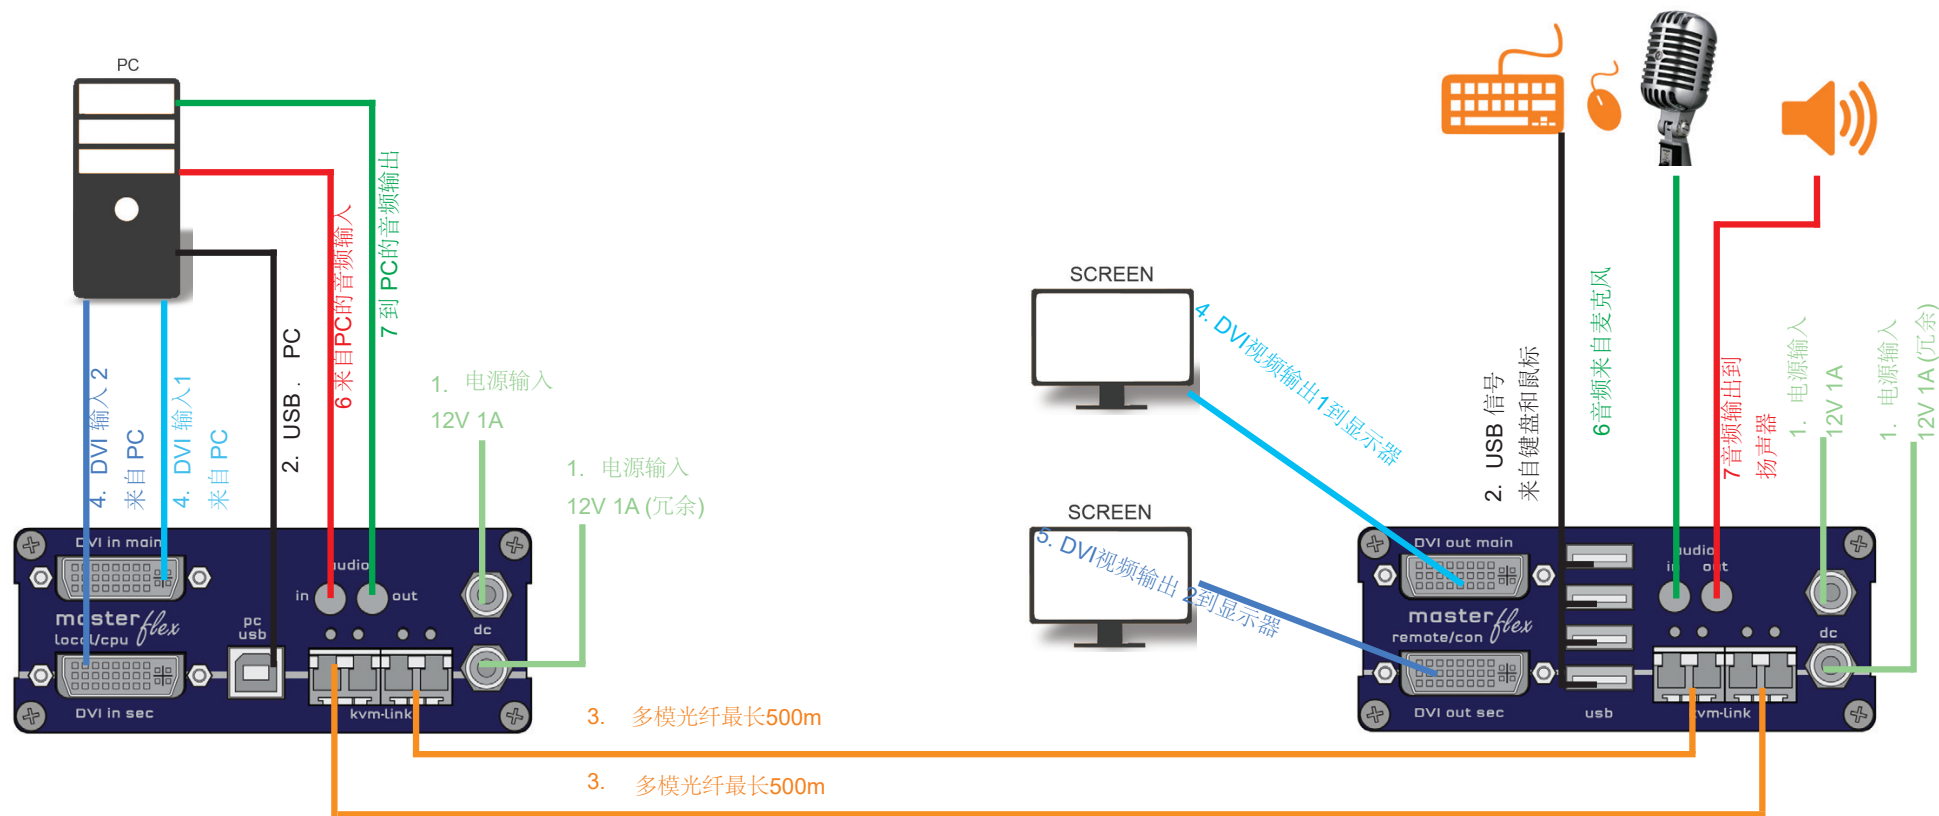 PC
7 到 PC的音频输出
6 来自PC的音频输入
2. USB . PC
4. DVI 输入 2
来自 PC
4. DVI 输入1
来自 PC
1. 电源输入
12V 1A
1. 电源输入
12V 1A (冗余)
DVI in main
audio
in
out
master flex
local/cpu
pc
usb
dc
DVI in sec
kvm-link
3. 多模光纤最长500m
3. 多模光纤最长500m
SCREEN
4. DVI视频输出1到显示器
SCREEN
5. DVI视频输出 2到显示器
2. USB 信号
来自键盘和鼠标
6音频来自麦克风
7音频输出到
扬声器
1. 电源输入
12V 1A
1. 电源输入
12V 1A (冗余)
DVI out main
audio
in
out
master flex
remote/con
dc
DVI out sec
usb
kvm-link